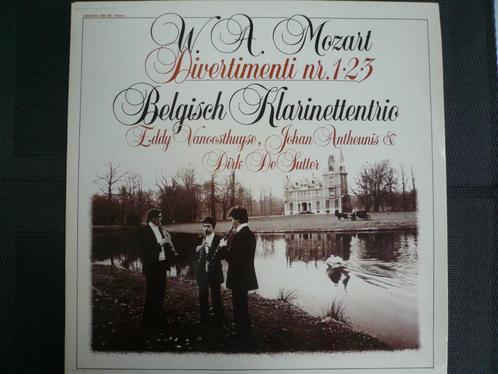 W. A. Mozart
Divertimenti nr. 1·2·3
Belgisch Klarinettentrio
Eddy Vanoosthuyse, Johan Antheunis &
Dirk De Sutter